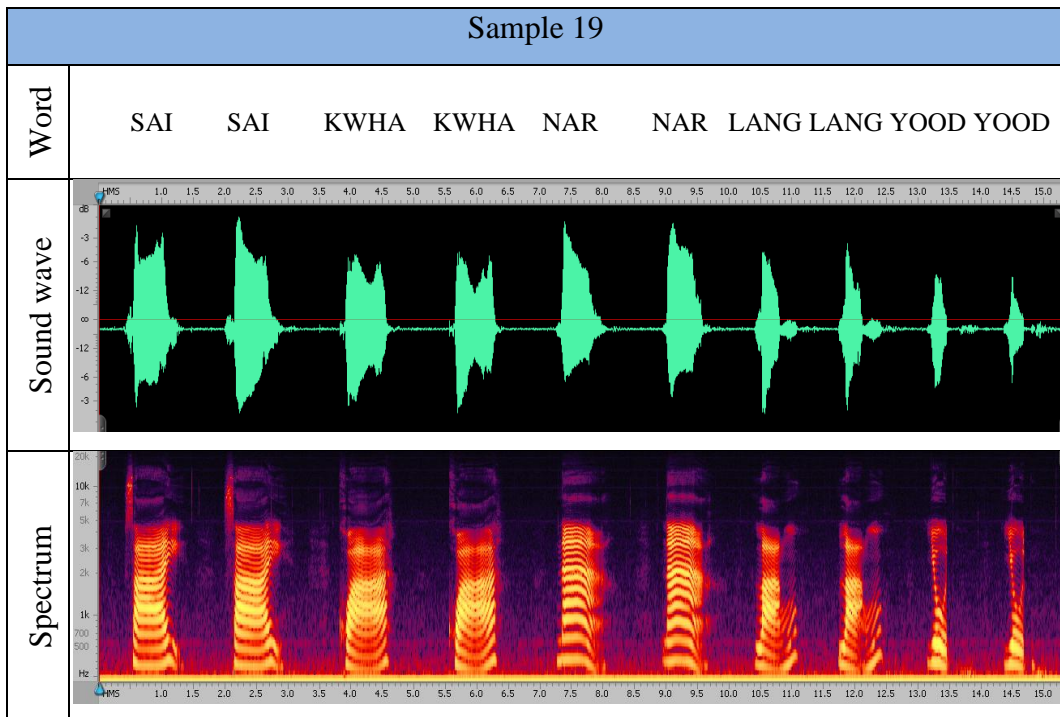 Sample 19
Word
SAI SAI KWHA KWHA NAR NAR LANG LANG YOOD YOOD
Sound wave
HMS 1.0 1.5 2.0 2.5 3.0 3.5 4.0 4.5 5.0 5.5 6.0 6.5 7.0 7.5 8.0 8.5 9.0 9.5 10.0 10.5 11.0 11.5 12.0 12.5 13.0 13.5 14.0 14.5 15.0
dB
-3
-6
-12
∞
-12
-6
-3
Spectrum
20k
10k
7k
5k
3k
2k
1k
700
500
Hz
HMS 1.0 1.5 2.0 2.5 3.0 3.5 4.0 4.5 5.0 5.5 6.0 6.5 7.0 7.5 8.0 8.5 9.0 9.5 10.0 10.5 11.0 11.5 12.0 12.5 13.0 13.5 14.0 14.5 15.0